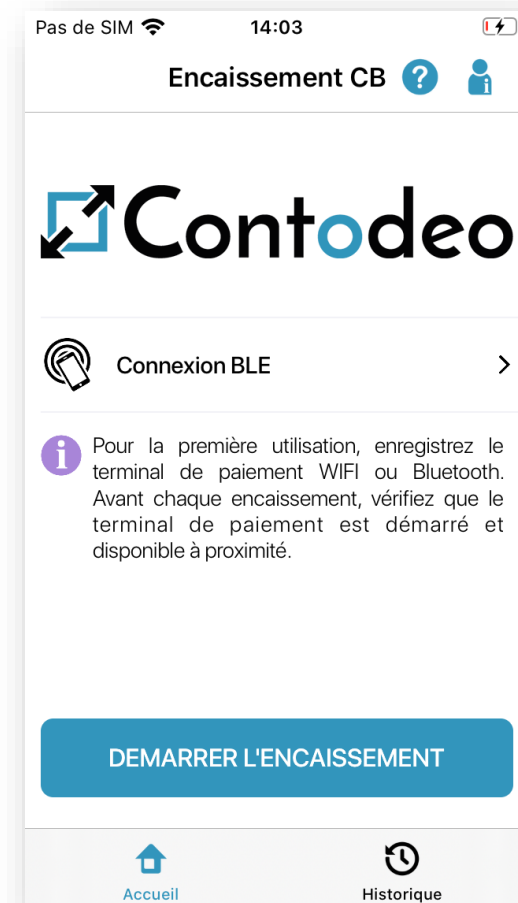 Pas de SIM 14:03
Encaissement CB ?
Contodeo
Connexion BLE
Pour la première utilisation, enregistrez le
terminal de paiement WIFI ou Bluetooth.
Avant chaque encaissement, vérifiez que le
terminal de paiement est démarré et
disponible à proximité.
DEMARRER L'ENCAISSEMENT
Accueil Historique